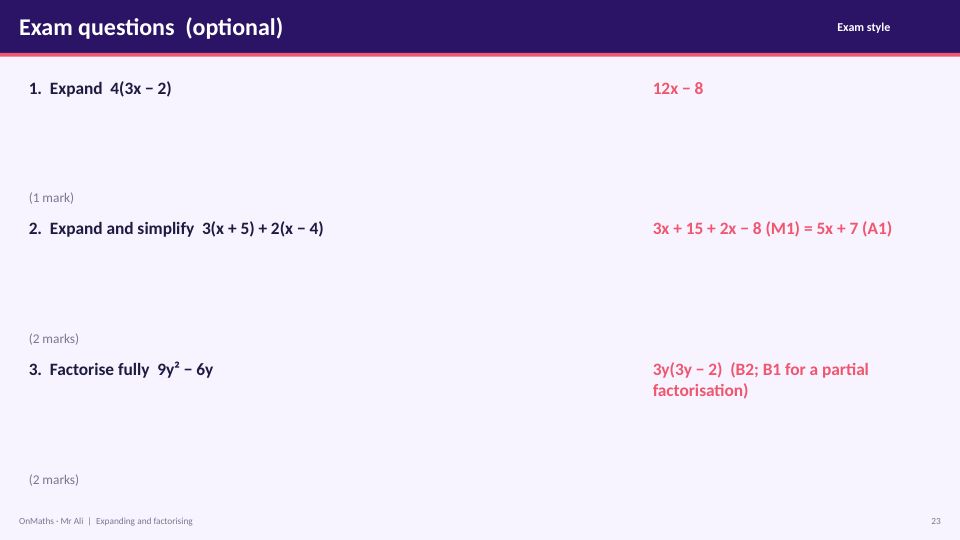 Exam questions  (optional)
Exam style
1.  Expand  4(3x − 2)
12x − 8
(1 mark)
2.  Expand and simplify  3(x + 5) + 2(x − 4)
3x + 15 + 2x − 8 (M1) = 5x + 7 (A1)
(2 marks)
3.  Factorise fully  9y² − 6y
3y(3y − 2)  (B2; B1 for a partial
factorisation)
(2 marks)
OnMaths - Mr Ali  |  Expanding and factorising
23